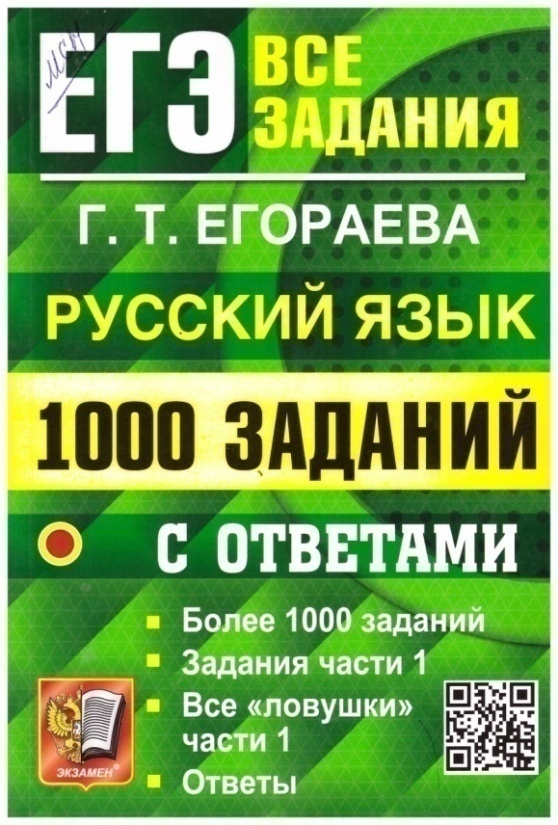 мсм
ЕГЭ
ВСЕ
ЗАДАНИЯ
Г. Т. ЕГОРАЕВА
РУССКИЙ ЯЗЫК
1000 ЗАДАНИЙ
С ОТВЕТАМИ
Более 1000 заданий
Задания части 1
Все «ловушки»
части 1
Ответы
ЭКЗАМЕН®